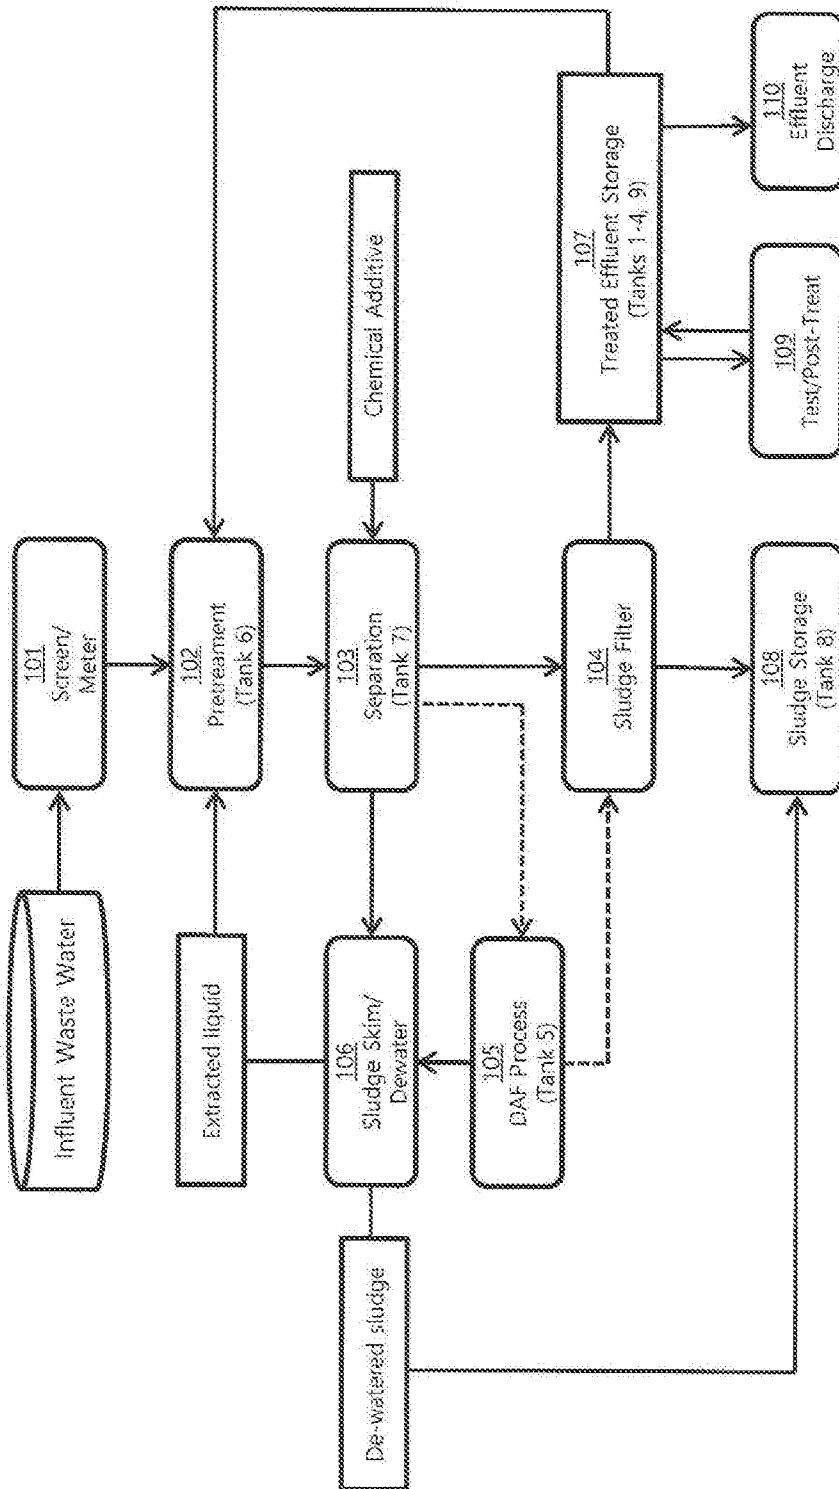 Influent Waste Water
101
Screen/
Meter
Extracted liquid
102
Pretreament
(Tank 6)
De-watered sludge
106
Sludge Skim/
Dewater
103
Separation
(Tank 7)
Chemical Additive
105
DAF Process
(Tank 5)
104
Sludge Filter
107
Treated Effluent Storage
(Tanks 1-4, 9)
108
Sludge Storage
(Tank 8)
109
Test/Post-Treat
110
Effluent
Discharge